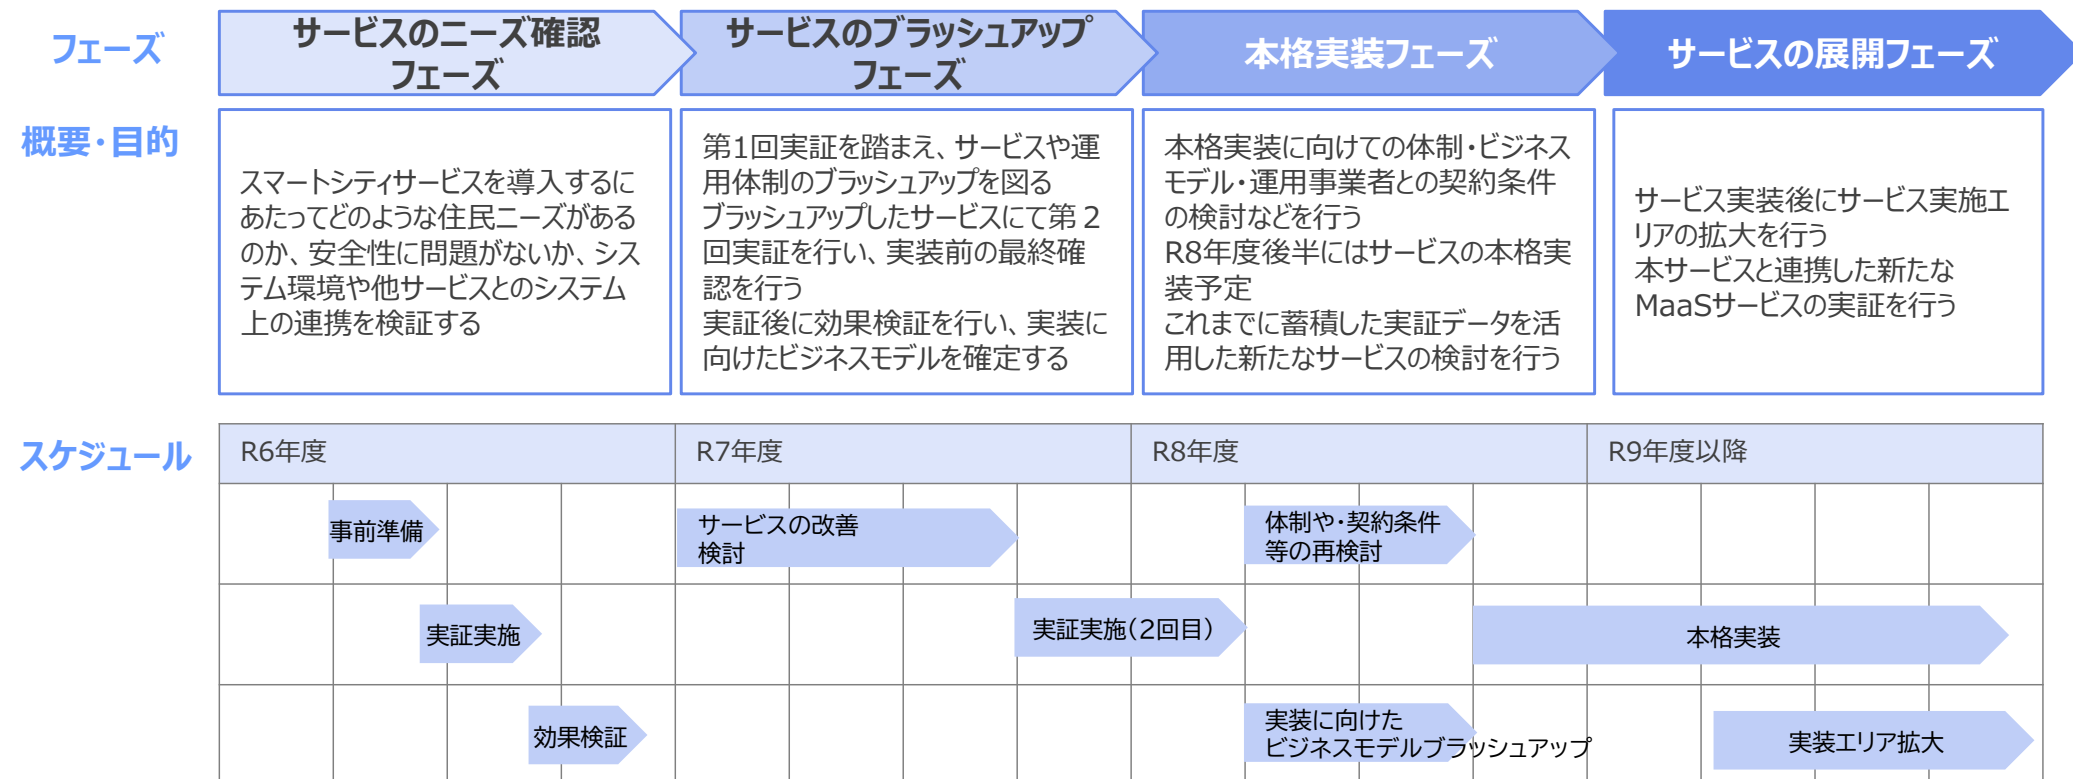 フェーズ
サービスのニーズ確認
フェーズ
サービスのブラッシュアップ
フェーズ
本格実装フェーズ
サービスの展開フェーズ
概要・目的
スマートシティサービスを導入するに
あたってどのような住民ニーズがある
のか、安全性に問題がないか、シス
テム環境や他サービスとのシステム
上の連携を検証する
第1回実証を踏まえ、サービスや運
用体制のブラッシュアップを図る
ブラッシュアップしたサービスにて第２
回実証を行い、実装前の最終確
認を行う
実証後に効果検証を行い、実装に
向けたビジネスモデルを確定する
本格実装に向けての体制・ビジネス
モデル・運用事業者との契約条件
の検討などを行う
R8年度後半にはサービスの本格実
装予定
これまでに蓄積した実証データを活
用した新たなサービスの検討を行う
サービス実装後にサービス実施エ
リアの拡大を行う
本サービスと連携した新たな
MaaSサービスの実証を行う
スケジュール
R6年度
R7年度
R8年度
R9年度以降
事前準備
サービスの改善
検討
体制や・契約条件
等の再検討
実証実施
実証実施（2回目）
本格実装
効果検証
実装に向けた
ビジネスモデルブラッシュアップ
実装エリア拡大